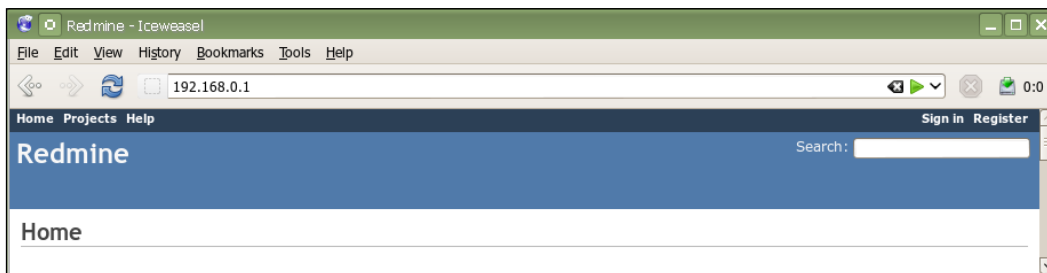 Redmine - Iceweasel
File Edit View History Bookmarks Tools Help
192.168.0.1 0:0
Home Projects Help Sign in Register
Redmine Search:
Home